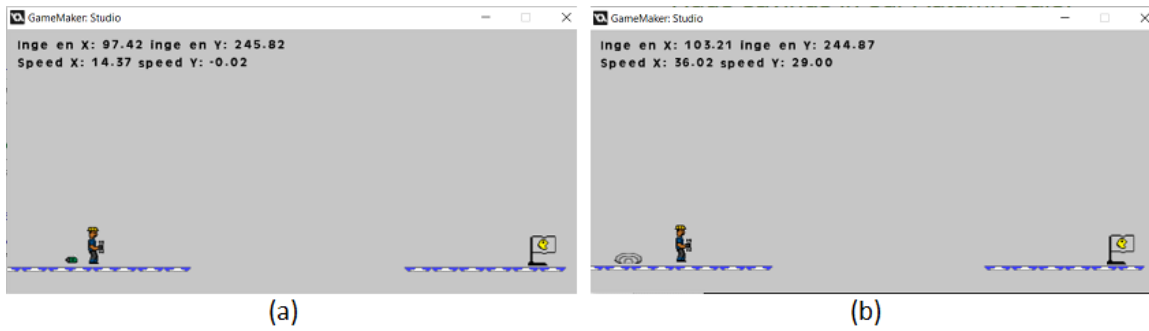 GameMaker: Studio
Inge en X: 97.42 inge en Y: 245.82
Speed X: 14.37 speed Y: -0.02
(a)
GameMaker: Studio
Inge en X: 103.21 inge en Y: 244.87
Speed X: 36.02 speed Y: 29.00
(b)